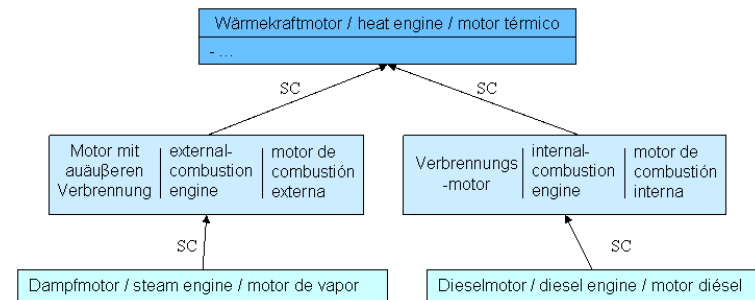 Wärmekraftmotor / heat engine / motor térmico
- ...
SC
SC
Motor mit
auäußeren
Verbrennung
external-
combustion
engine
motor de
combustión
externa
Verbrennungs
-motor
internal-
combustion
engine
motor de
combustión
interna
SC
SC
Dampfmotor / steam engine / motor de vapor
Dieselmotor / diesel engine / motor diésel